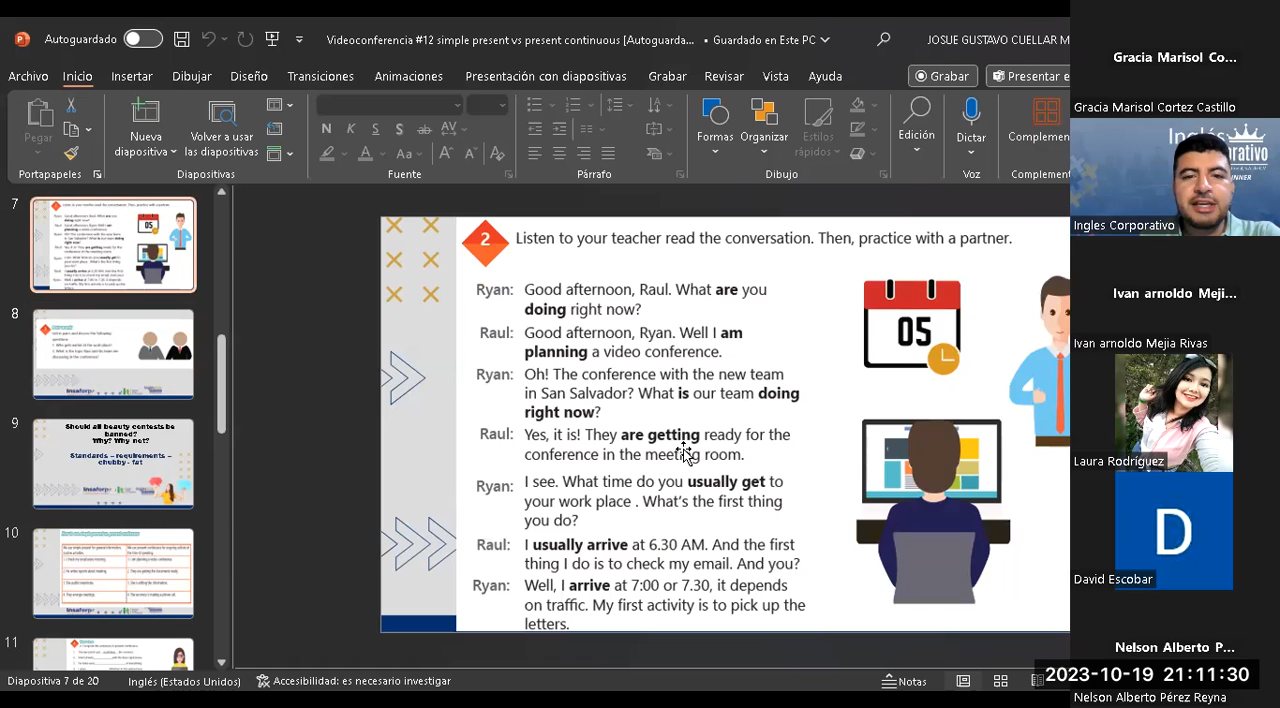 Autoguardado
Videoconferencia #12 simple present vs present continuous [Autoguarda... • Guardado en Este PC
JOSUE GUSTAVO CUELLAR M
Archivo Inicio Insertar Dibujar Diseño Transiciones Animaciones Presentación con diapositivas Grabar Revisar Vista Ayuda
Grabar
Presentar e
Pegar
Nueva diapositiva
Volver a usar las diapositivas
N K S S ab AV
A Aa A A A
Formas Organizar Estilos rápidos
Edición
Dictar
Complemen
Portapapeles Diapositivas Fuente Párrafo Dibujo Voz Complemen
7
8
9
Should all beauty contests be
banned?
Why? Why not?
Standards – requirements –
chubby - fat
10
11
2 Listen to your teacher read the conversation. Then, practice with a partner.
Ryan: Good afternoon, Raul. What are you
doing right now?
Raul: Good afternoon, Ryan. Well I am
planning a video conference.
Ryan: Oh! The conference with the new team
in San Salvador? What is our team doing
right now?
Raul: Yes, it is! They are getting ready for the
conference in the meeting room.
Ryan: I see. What time do you usually get to
your work place . What's the first thing
you do?
Raul: I usually arrive at 6.30 AM. And the first
thing I do is to check my email. And you?
Ryan: Well, I arrive at 7:00 or 7.30, it depends
on traffic. My first activity is to pick up the
letters.
05
Diapositiva 7 de 20
Inglés (Estados Unidos)
Accesibilidad: es necesario investigar
Notas
Gracia Marisol Co...
Gracia Marisol Cortez Castillo
Ingles Corporativo
Ivan arnoldo Meji...
Ivan arnoldo Mejia Rivas
Laura Rodríguez
D
David Escobar
Nelson Alberto P...
2023-10-19 21:11:30
Nelson Alberto Pérez Reyna